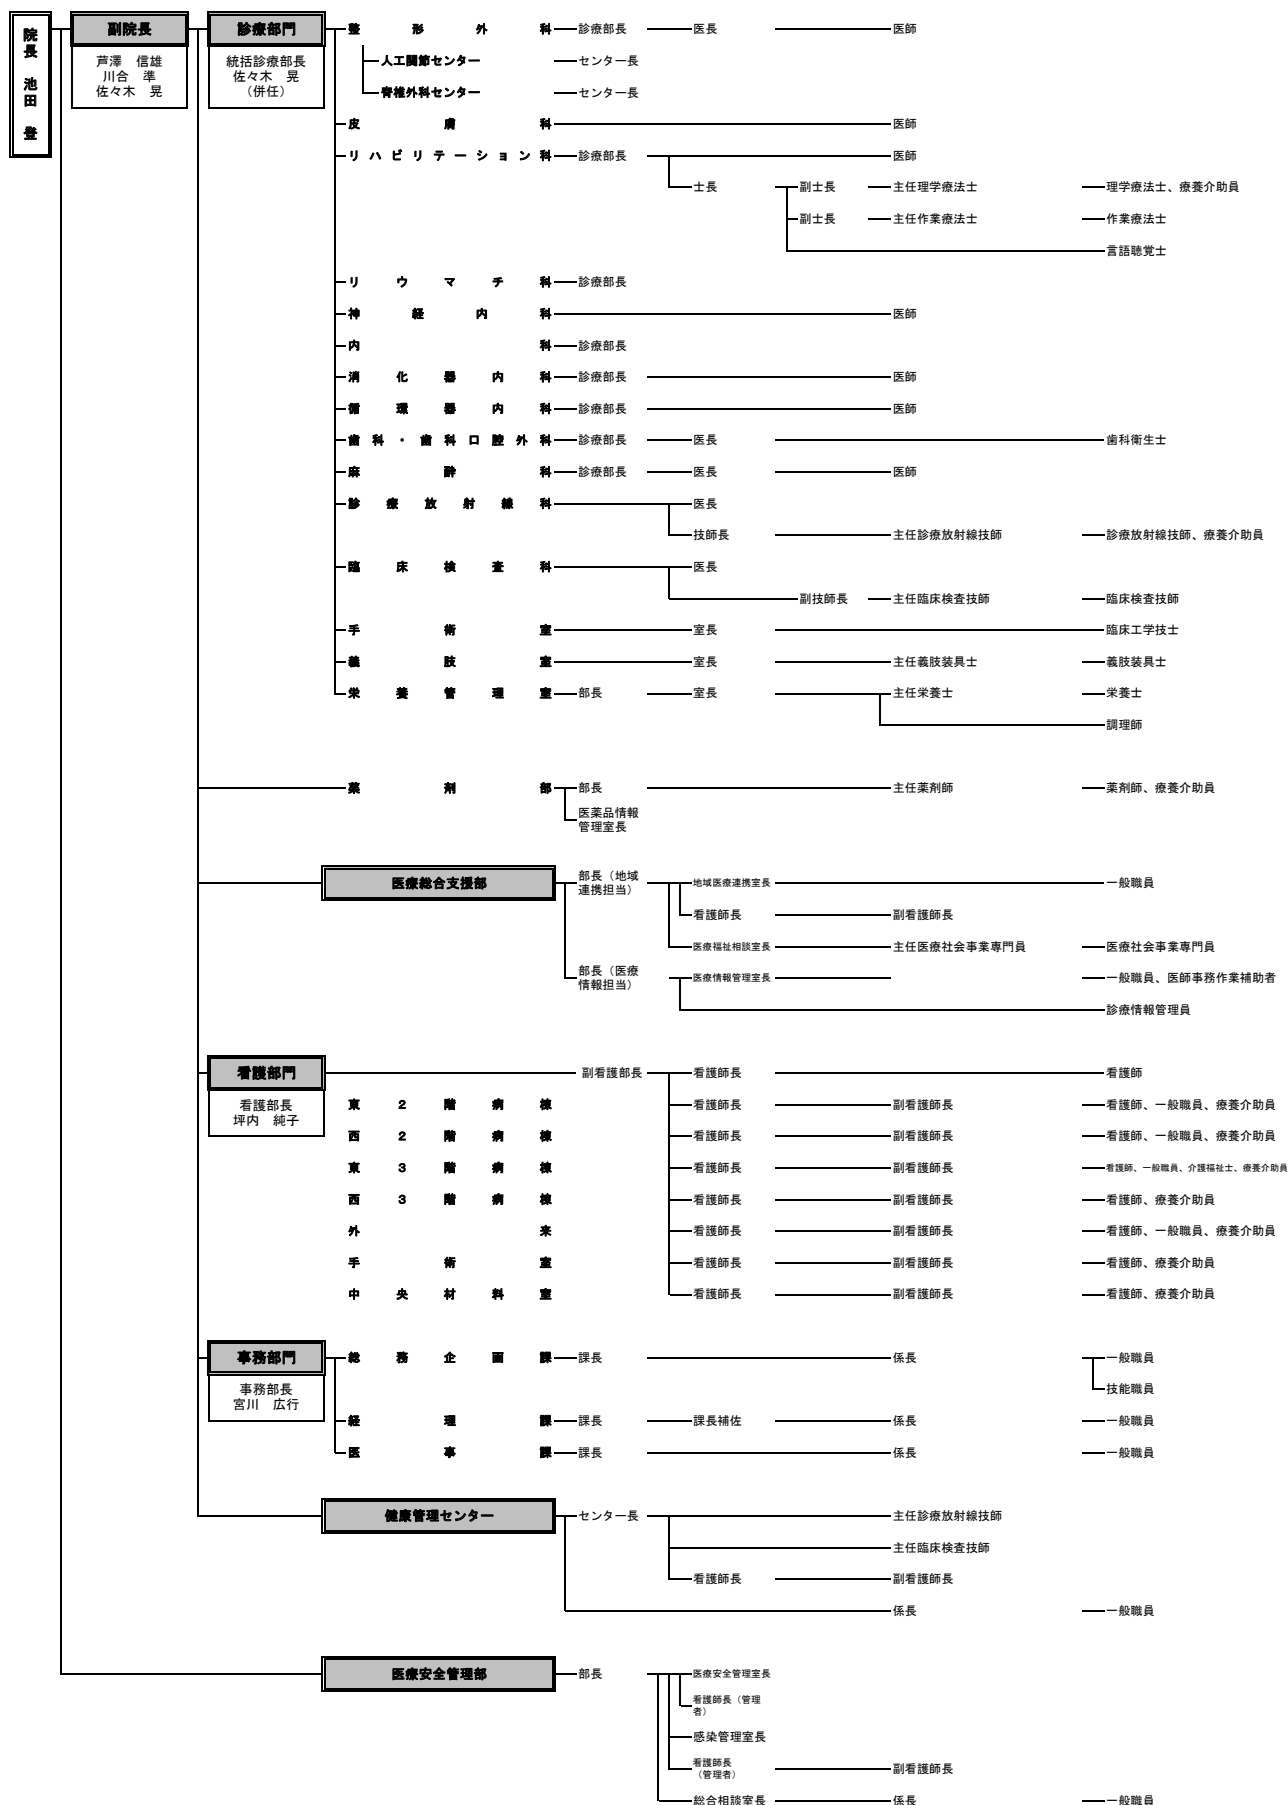 院長 池田 登
副院長
芦澤 信雄
川合 準
佐々木 晃
診療部門
統括診療部長
佐々木 晃
（併任）
整形外科 診療部長 医長 医師
人工関節センター センター長
脊椎外科センター センター長
皮膚科 医師
リハビリテーション科 診療部長 医師
士長 副士長 主任理学療法士 理学療法士、療養介助員
副士長 主任作業療法士 作業療法士
言語聴覚士
リウマチ科 診療部長
神経内科 医師
内科 診療部長
消化器内科 診療部長 医師
循環器内科 診療部長 医師
歯科・歯科口腔外科 診療部長 医長 歯科衛生士
麻酔科 診療部長 医長 医師
診療放射線科 医長
技師長 主任診療放射線技師 診療放射線技師、療養介助員
臨床検査科 医長
副技師長 主任臨床検査技師 臨床検査技師
手術室 室長 臨床工学技士
義肢室 室長 主任義肢装具士 義肢装具士
栄養管理室 部長 室長 主任栄養士 栄養士
調理師
薬剤部 部長 主任薬剤師 薬剤師、療養介助員
医薬品情報
管理室長
医療総合支援部
部長（地域
連携担当）
地域医療連携室長 一般職員
看護師長 副看護師長
医療福祉相談室長 主任医療社会事業専門員 医療社会事業専門員
部長（医療
情報担当）
医療情報管理室長 一般職員、医師事務作業補助者
診療情報管理員
看護部門
看護部長
坪内 純子
副看護部長 看護師長 看護師
東2階病棟 看護師長 副看護師長 看護師、一般職員、療養介助員
西2階病棟 看護師長 副看護師長 看護師、一般職員、療養介助員
東3階病棟 看護師長 副看護師長 看護師、一般職員、介護福祉士、療養介助員
西3階病棟 看護師長 副看護師長 看護師、療養介助員
外来 看護師長 副看護師長 看護師、一般職員、療養介助員
手術室 看護師長 副看護師長 看護師、療養介助員
中央材料室 看護師長 副看護師長 看護師、療養介助員
事務部門
事務部長
宮川 広行
総務企画課 課長 係長 一般職員
技能職員
経理課 課長 課長補佐 係長 一般職員
医事課 課長 係長 一般職員
健康管理センター センター長 主任診療放射線技師
主任臨床検査技師
看護師長 副看護師長
係長 一般職員
医療安全管理部 部長 医療安全管理室長
看護師長（管理
者）
感染管理室長
看護師長
（管理者）
副看護師長
総合相談室長 係長 一般職員